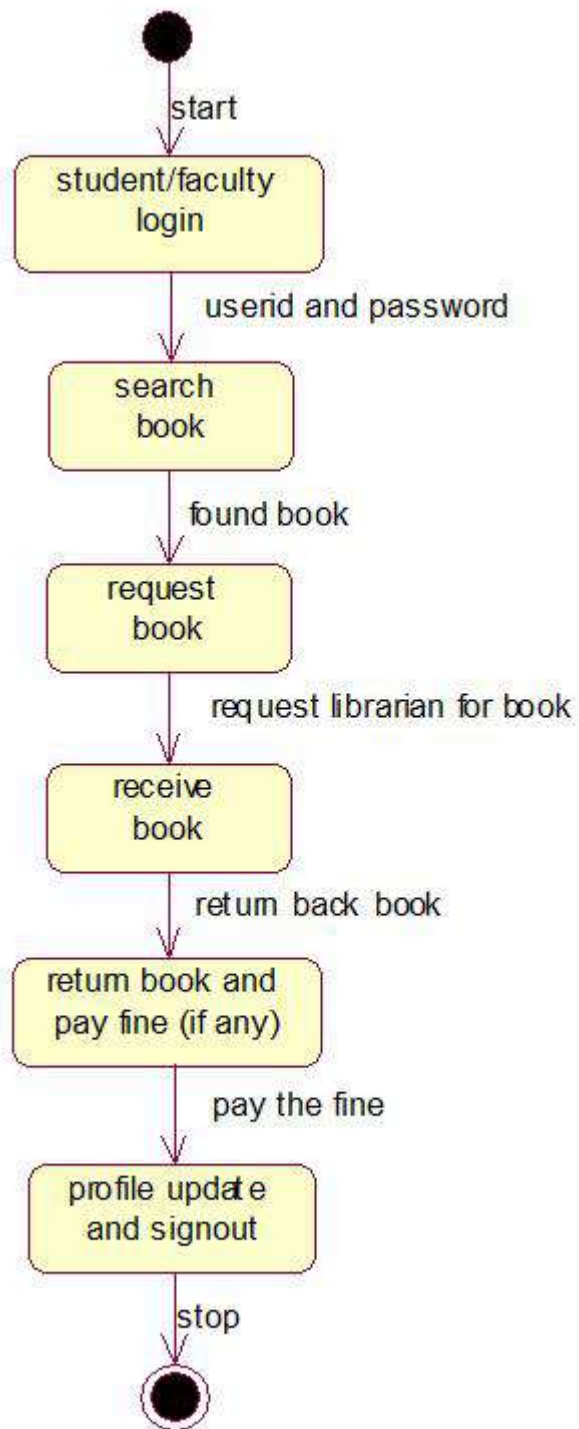 start
student/faculty
login
userid and password
search
book
found book
request
book
request librarian for book
receive
book
return back book
return book and
pay fine (if any)
pay the fine
profile update
and signout
stop